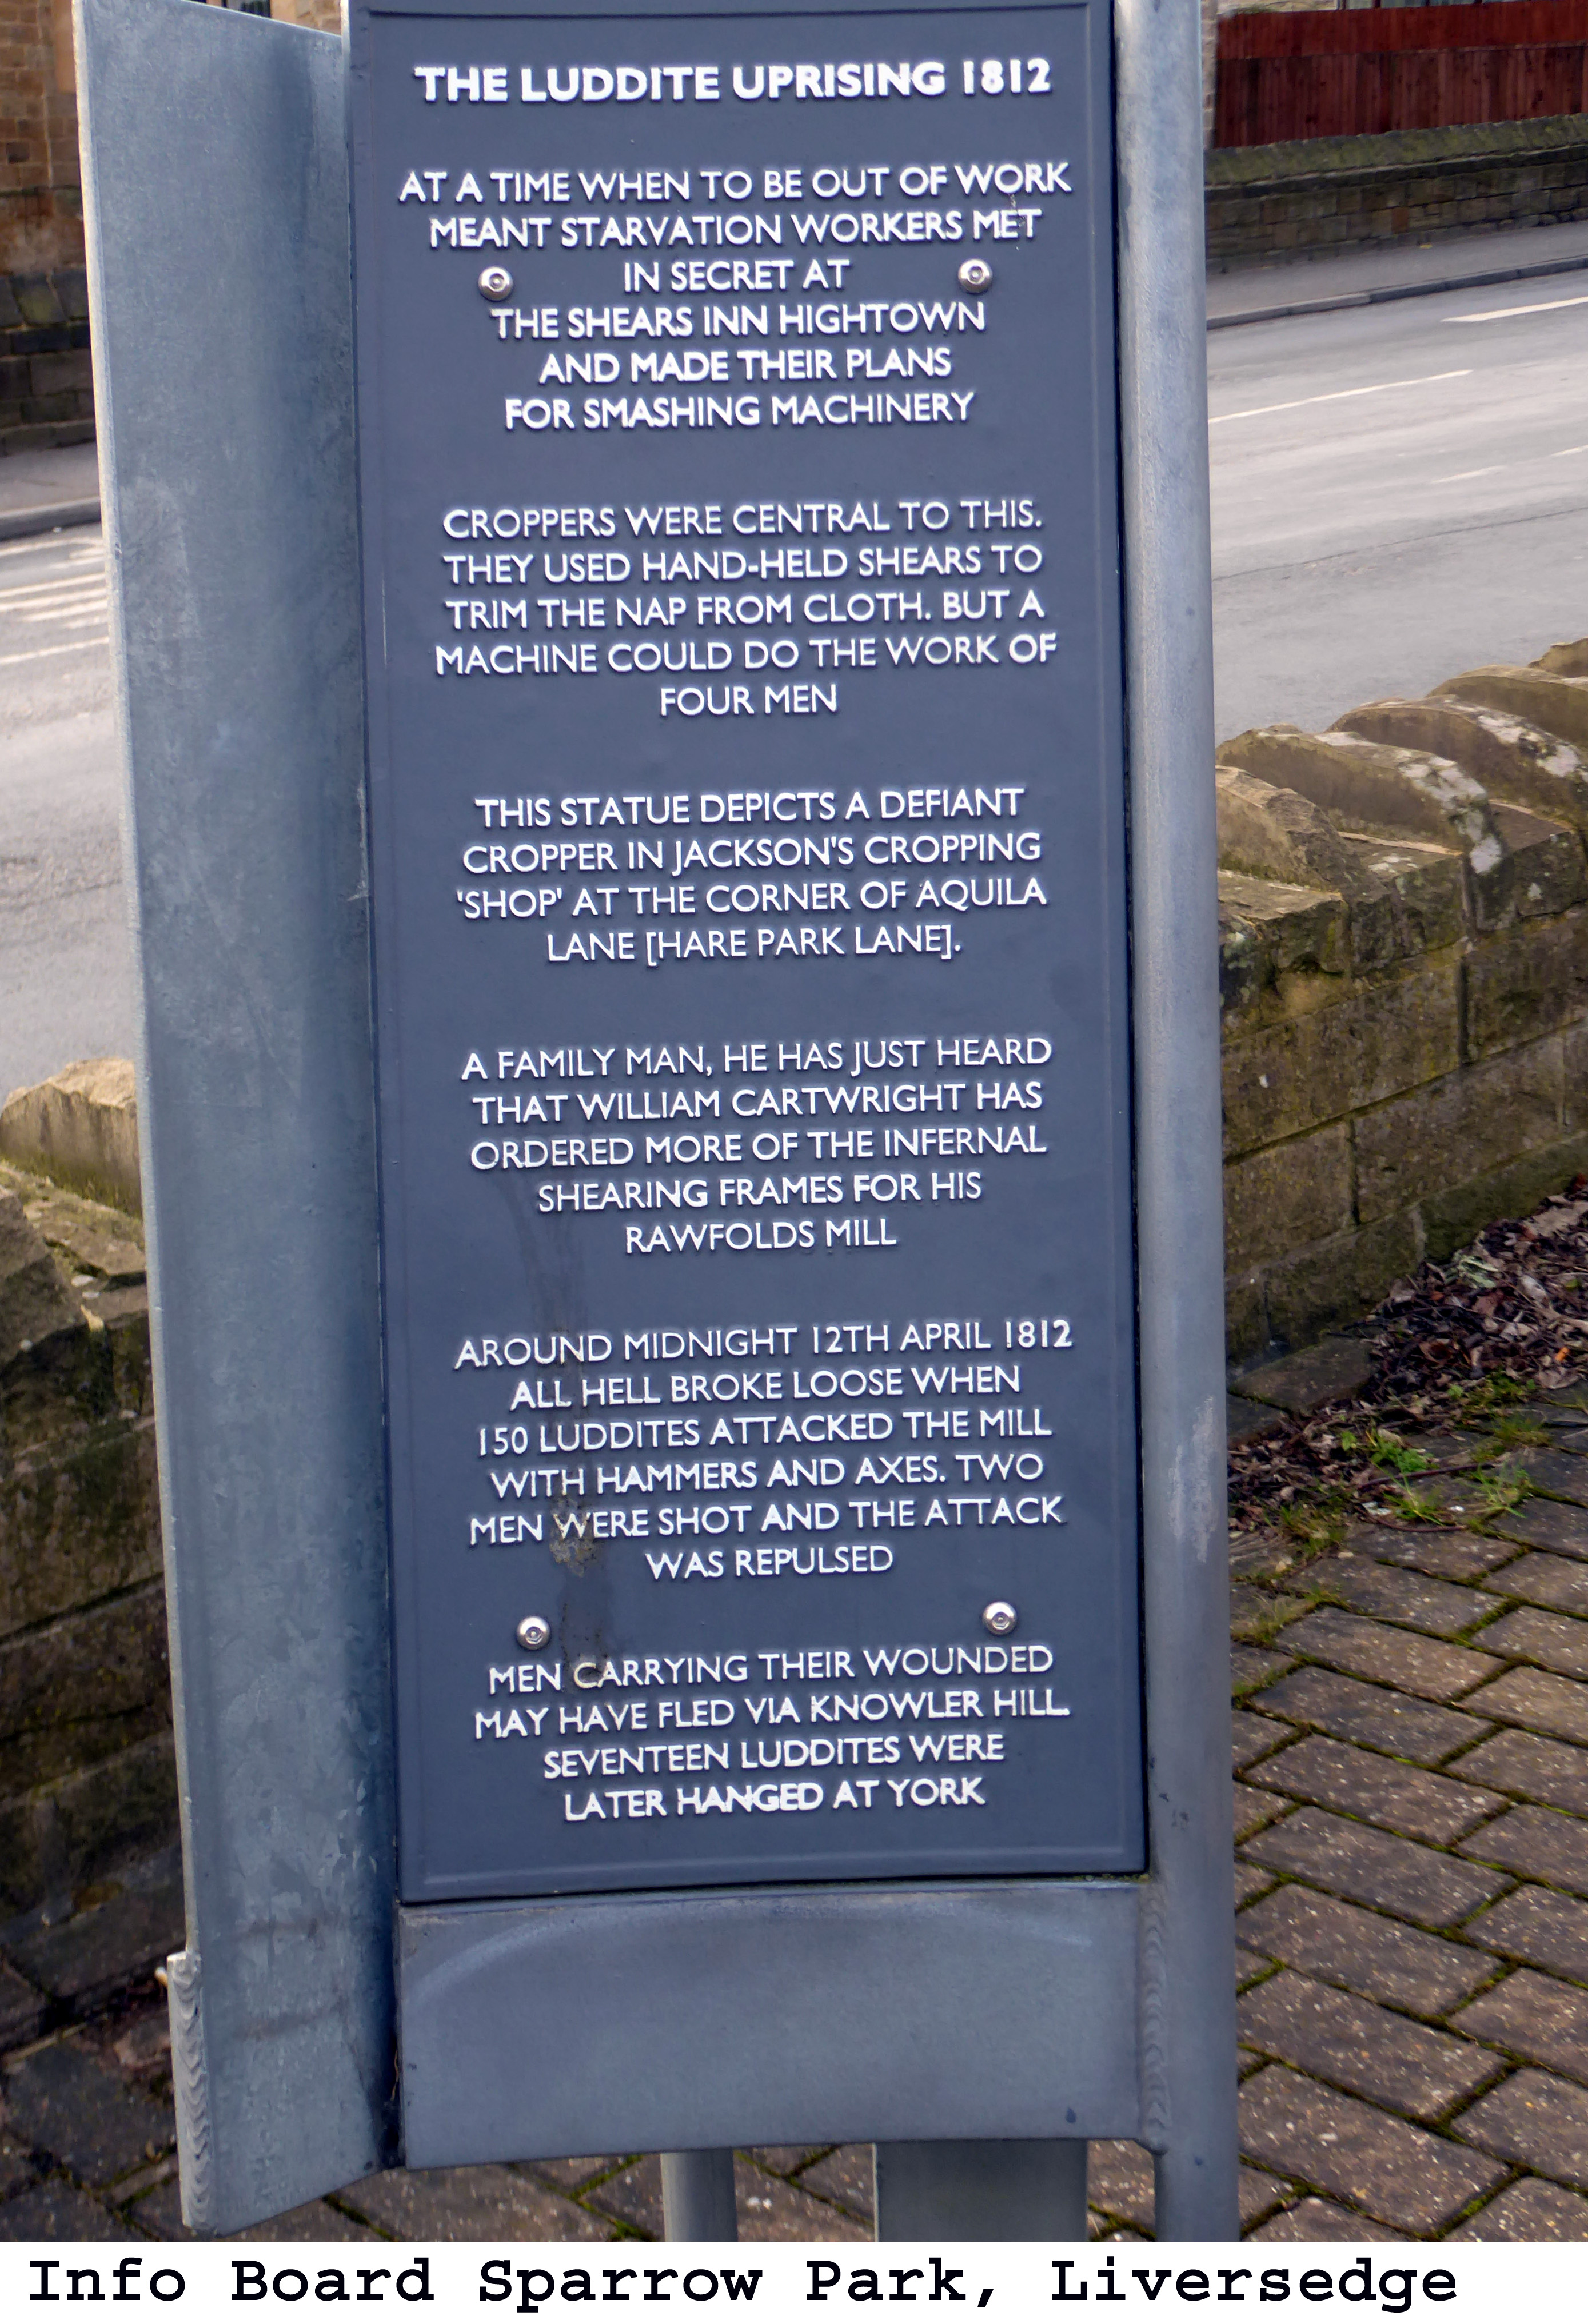 THE LUDDITE UPRISING 1812
AT A TIME WHEN TO BE OUT OF WORK
MEANT STARVATION WORKERS MET
IN SECRET AT
THE SHEARS INN HIGHTOWN
AND MADE THEIR PLANS
FOR SMASHING MACHINERY
CROPPERS WERE CENTRAL TO THIS.
THEY USED HAND-HELD SHEARS TO
TRIM THE NAP FROM CLOTH. BUT A
MACHINE COULD DO THE WORK OF
FOUR MEN
THIS STATUE DEPICTS A DEFIANT
CROPPER IN JACKSON'S CROPPING
'SHOP' AT THE CORNER OF AQUILA
LANE [HARE PARK LANE].
A FAMILY MAN, HE HAS JUST HEARD
THAT WILLIAM CARTWRIGHT HAS
ORDERED MORE OF THE INFERNAL
SHEARING FRAMES FOR HIS
RAWFOLDS MILL
AROUND MIDNIGHT 12TH APRIL 1812
ALL HELL BROKE LOOSE WHEN
150 LUDDITES ATTACKED THE MILL
WITH HAMMERS AND AXES. TWO
MEN WERE SHOT AND THE ATTACK
WAS REPULSED
MEN CARRYING THEIR WOUNDED
MAY HAVE FLED VIA KNOWLER HILL.
SEVENTEEN LUDDITES WERE
LATER HANGED AT YORK
Info Board Sparrow Park, Liversedge